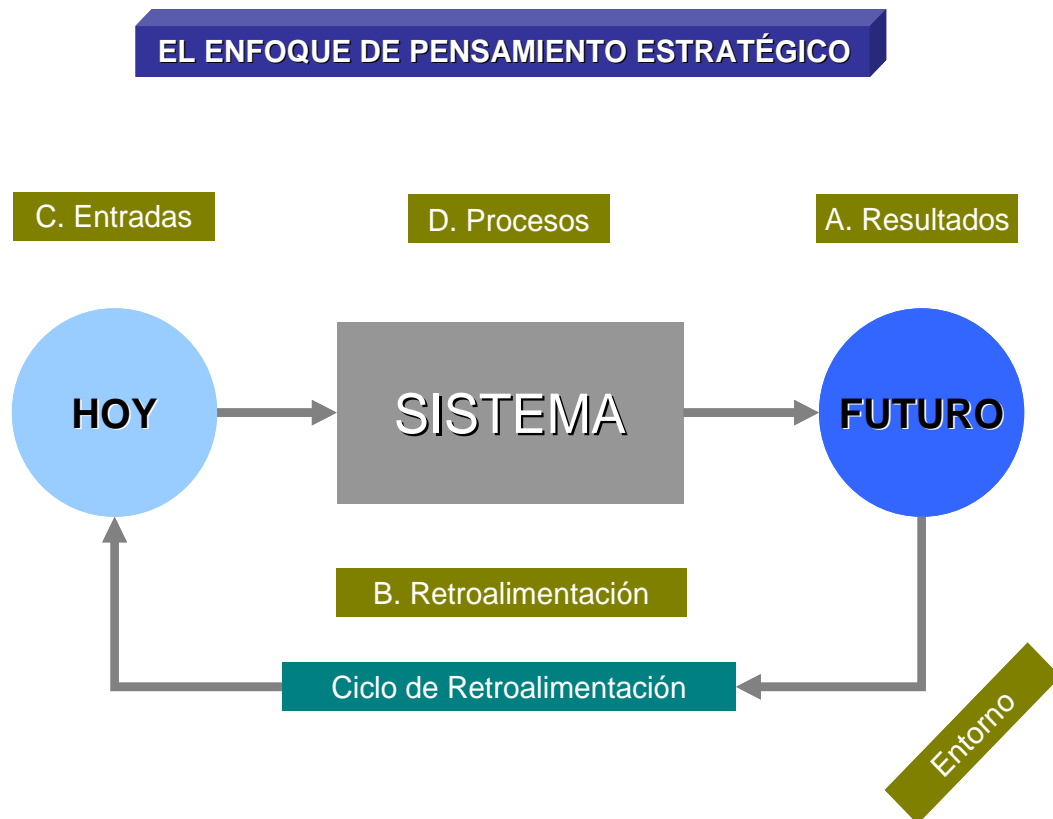 EL ENFOQUE DE PENSAMIENTO ESTRATÉGICO
C. Entradas
D. Procesos
A. Resultados
HOY
SISTEMA
FUTURO
B. Retroalimentación
Ciclo de Retroalimentación
Entorno